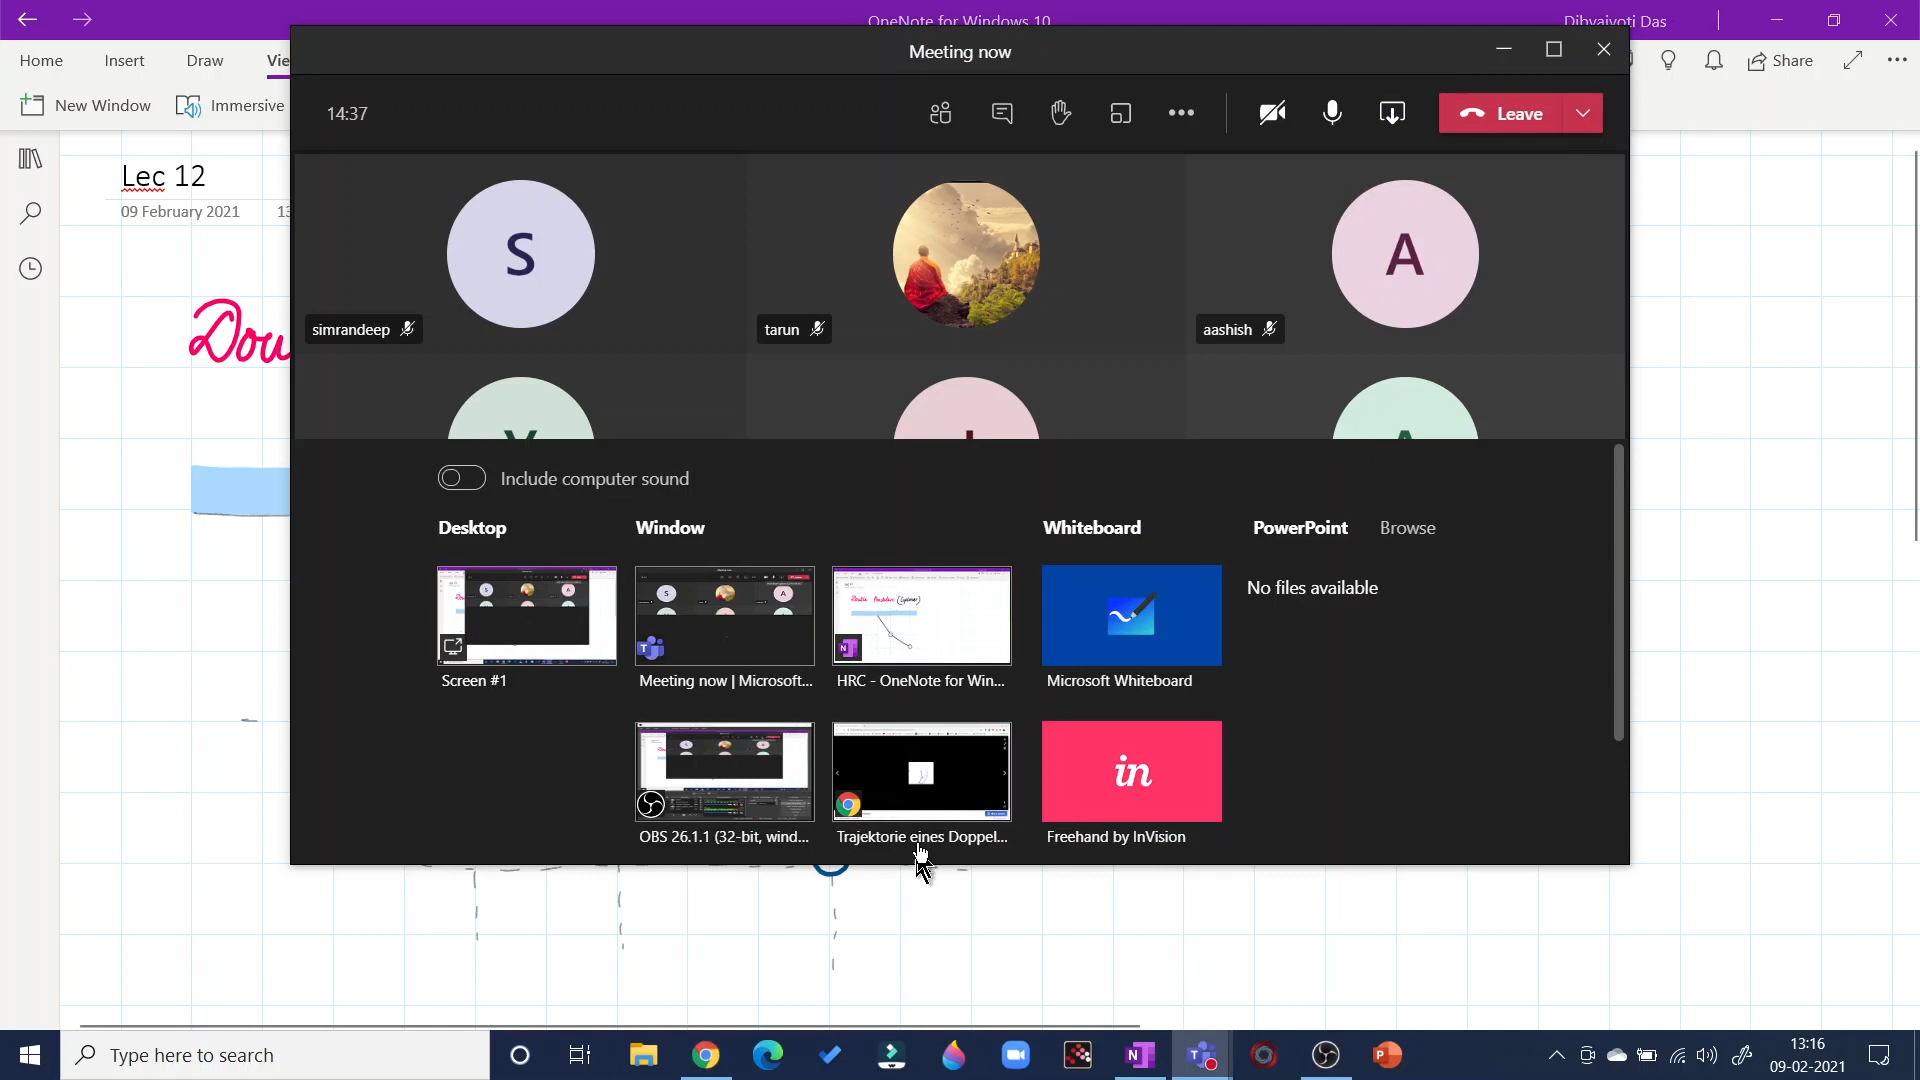 OneNote for Windows 10
Dibyajyoti Das
Home
Insert
Draw
Vie
Share
New Window
Immersive
Meeting now
14:37
Leave
Lec 12
09 February 2021
13
Dou
S
simrandeep
tarun
A
aashish
Include computer sound
Desktop
Window
Whiteboard
PowerPoint
Browse
No files available
Screen #1
Meeting now | Microsoft...
HRC - OneNote for Win...
Microsoft Whiteboard
in
OBS 26.1.1 (32-bit, wind...
Trajektorie eines Doppel...
Freehand by InVision
Type here to search
13:16
09-02-2021